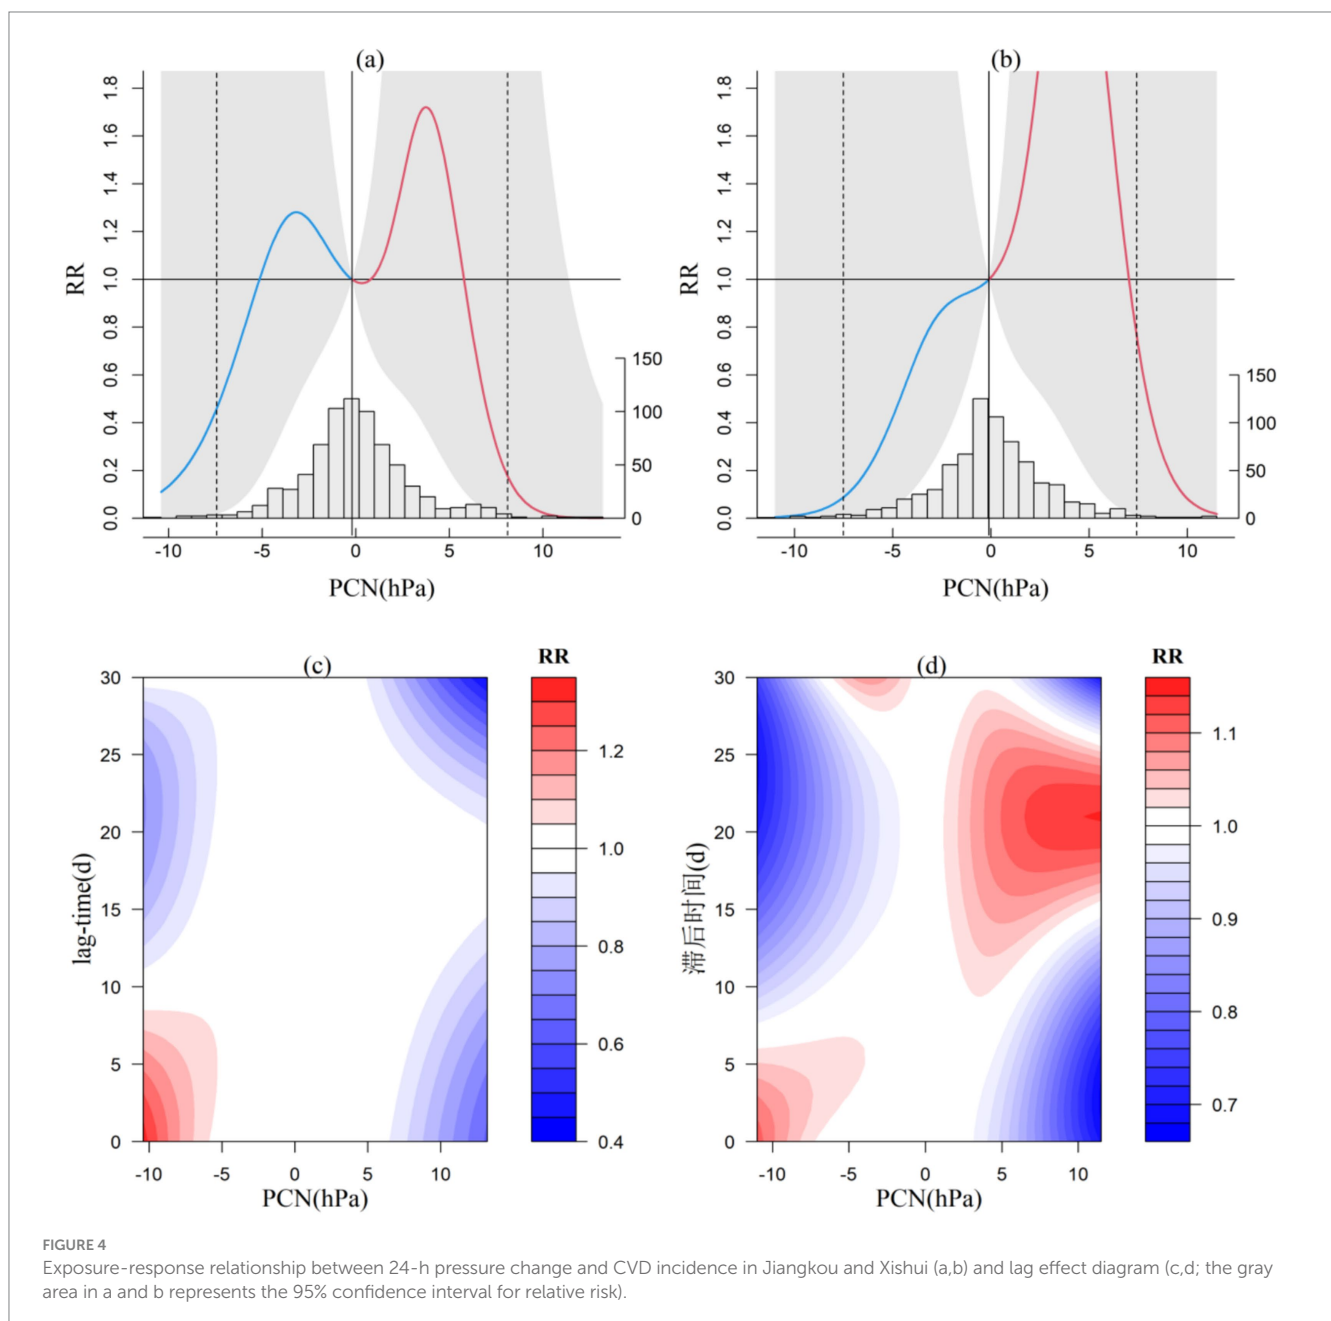 (a)
1.8
1.6
1.4
1.2
1.0
0.8
0.6
0.4
0.2
0.0
RR
150
100
50
0
-10 -5 0 5 10
PCN(hPa)
(b)
1.8
1.6
1.4
1.2
1.0
0.8
0.6
0.4
0.2
0.0
RR
150
100
50
0
-10 -5 0 5 10
PCN(hPa)
(c)
30
25
20
15
10
5
0
lag-time(d)
-10 -5 0 5 10
PCN(hPa)
RR
1.2
1.0
0.8
0.6
0.4
(d)
30
25
20
15
10
5
0
滞后时间(d)
-10 -5 0 5 10
PCN(hPa)
RR
1.1
1.0
0.9
0.8
0.7
FIGURE 4
Exposure-response relationship between 24-h pressure change and CVD incidence in Jiangkou and Xishui (a,b) and lag effect diagram (c,d; the gray
area in a and b represents the 95% confidence interval for relative risk).